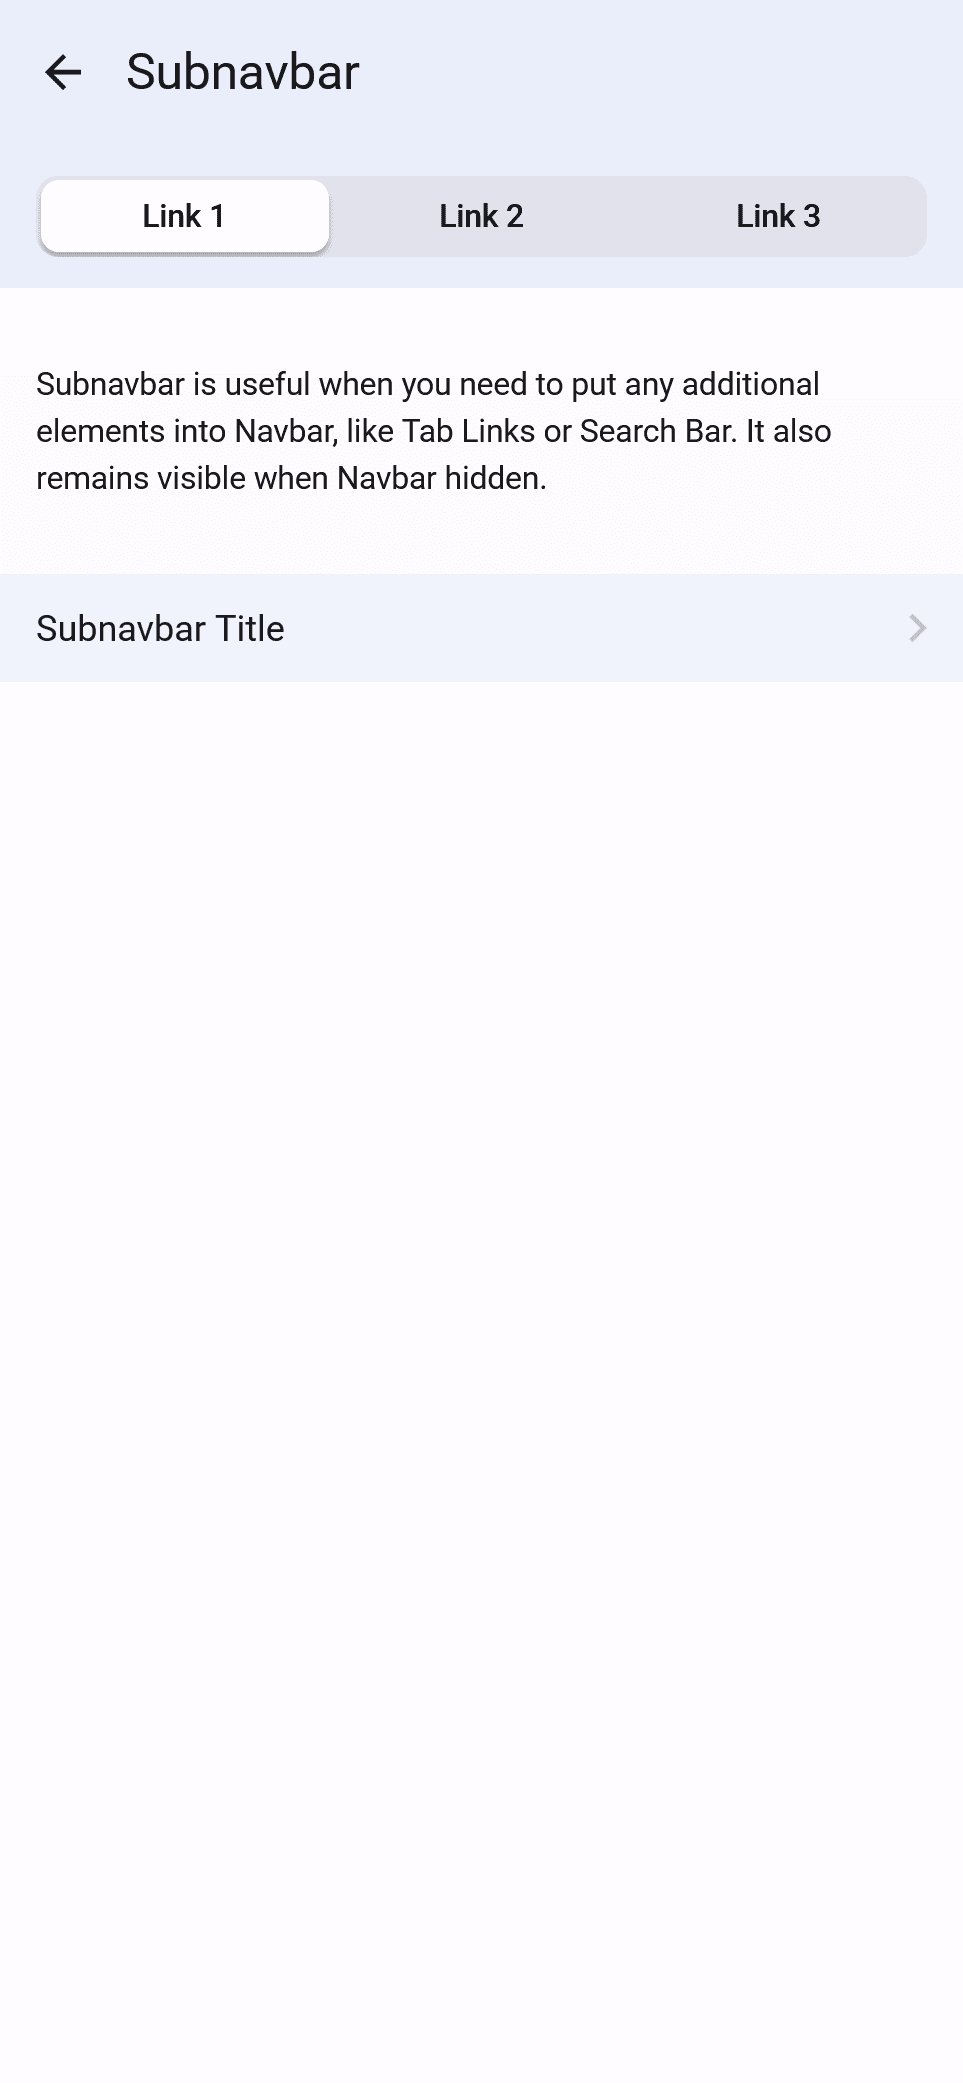 Subnavbar
Link 1
Link 2
Link 3
Subnavbar is useful when you need to put any additional
elements into Navbar, like Tab Links or Search Bar. It also
remains visible when Navbar hidden.
Subnavbar Title